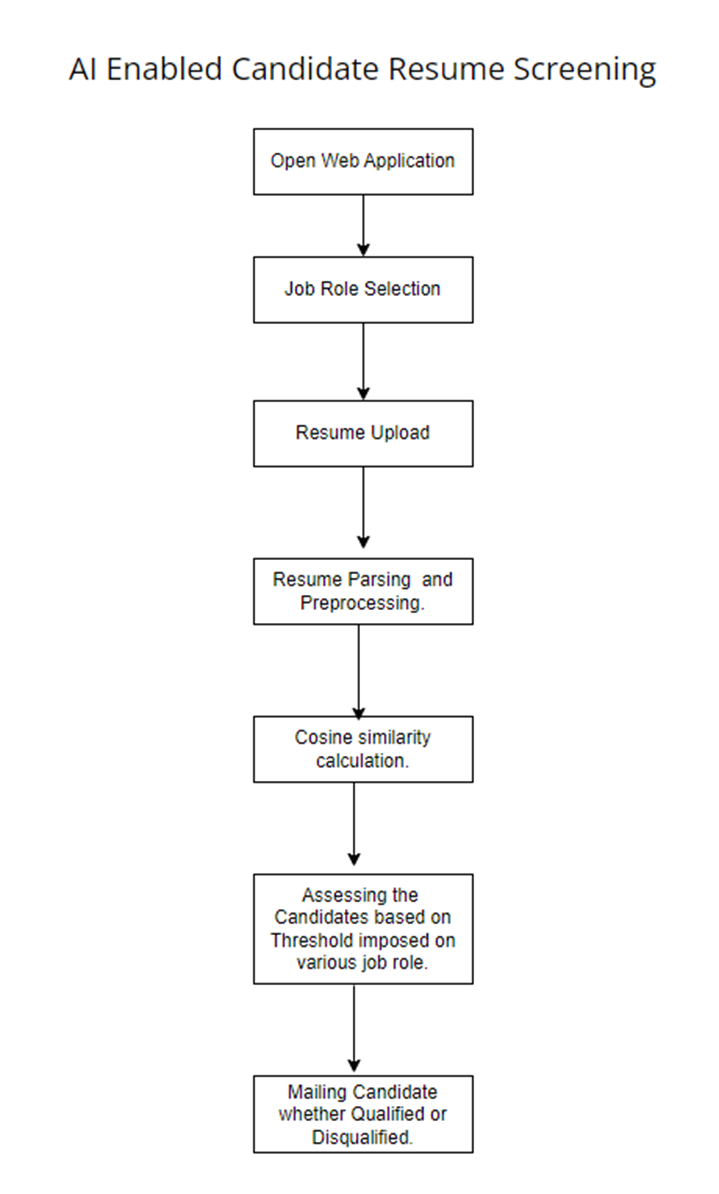 AI Enabled Candidate Resume Screening
Open Web Application
Job Role Selection
Resume Upload
Resume Parsing  and
Preprocessing.
Cosine similarity
calculation.
Assessing the
Candidates based on
Threshold imposed on
various job role.
Mailing Candidate
whether Qualified or
Disqualified.